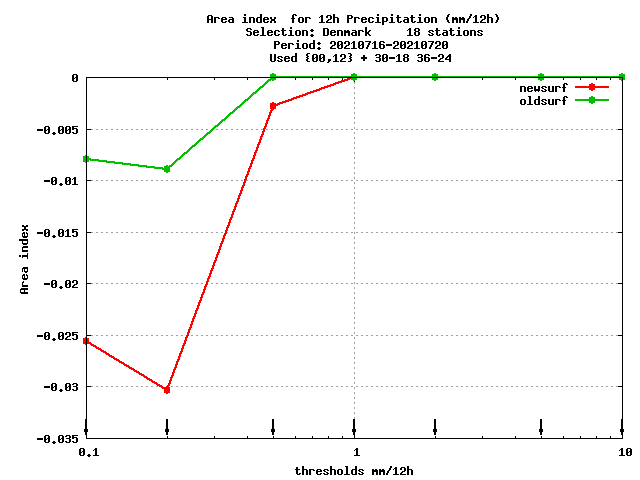 Area index  for 12h Precipitation (mm/12h)
Selection: Denmark     18 stations
Period: 20210716-20210720
Used {00,12} + 30-18 36-24
newsurf
oldsurf
0
-0.005
-0.01
-0.015
-0.02
-0.025
-0.03
-0.035
Area index
0.1
1
10
thresholds mm/12h